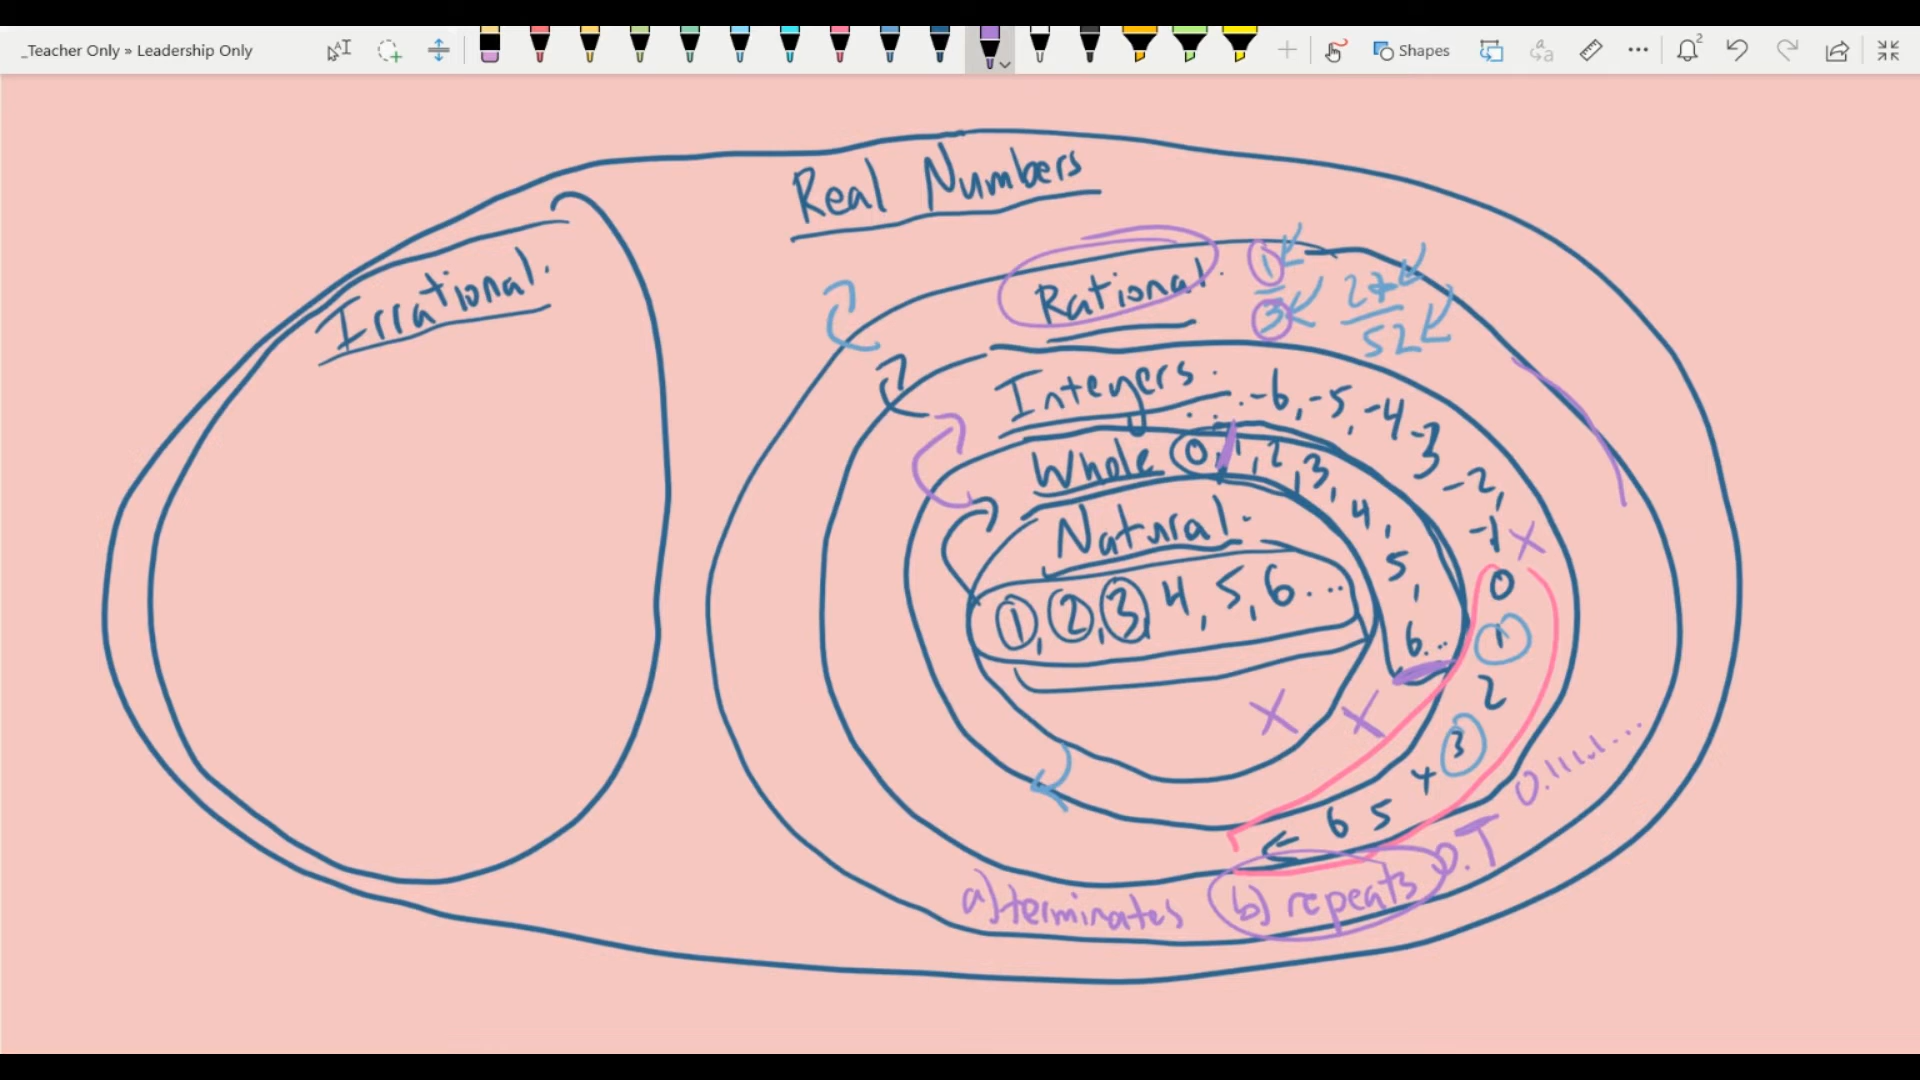 _Teacher Only » Leadership Only
Shapes
2
Real Numbers
Irrational.
Rational.
1/3
27/52
Integers.
...-6, -5, -4 -3 -2, -1 0 1 2 3 4 5 6
Whole 0, 1, 2, 3, 4, 5, 6...
Natural.
1, 2, 3, 4, 5, 6...
X X X
0.1111...
a) terminates b) repeats